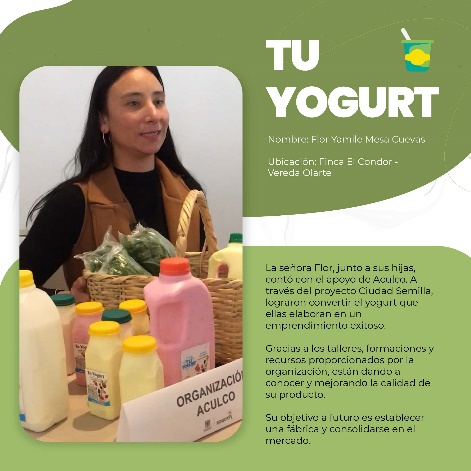 TU
YOGURT
Nombre: Flor Yamile Mesa Cuevas
Ubicación: Finca El Condor -
Vereda Olarte
La señora Flor, junto a sus hijas,
contó con el apoyo de Aculco. A
través del proyecto Ciudad Semilla,
lograron convertir el yogurt que
ellas elaboran en un
emprendimiento exitoso.
Gracias a los talleres, formaciones y
recursos proporcionados por la
organización, están dando a
conocer y mejorando la calidad de
su producto.
Su objetivo a futuro es establecer
una fábrica y consolidarse en el
mercado.
Tu Yogurt
TU
ORGANIZACIÓN
ACULCO